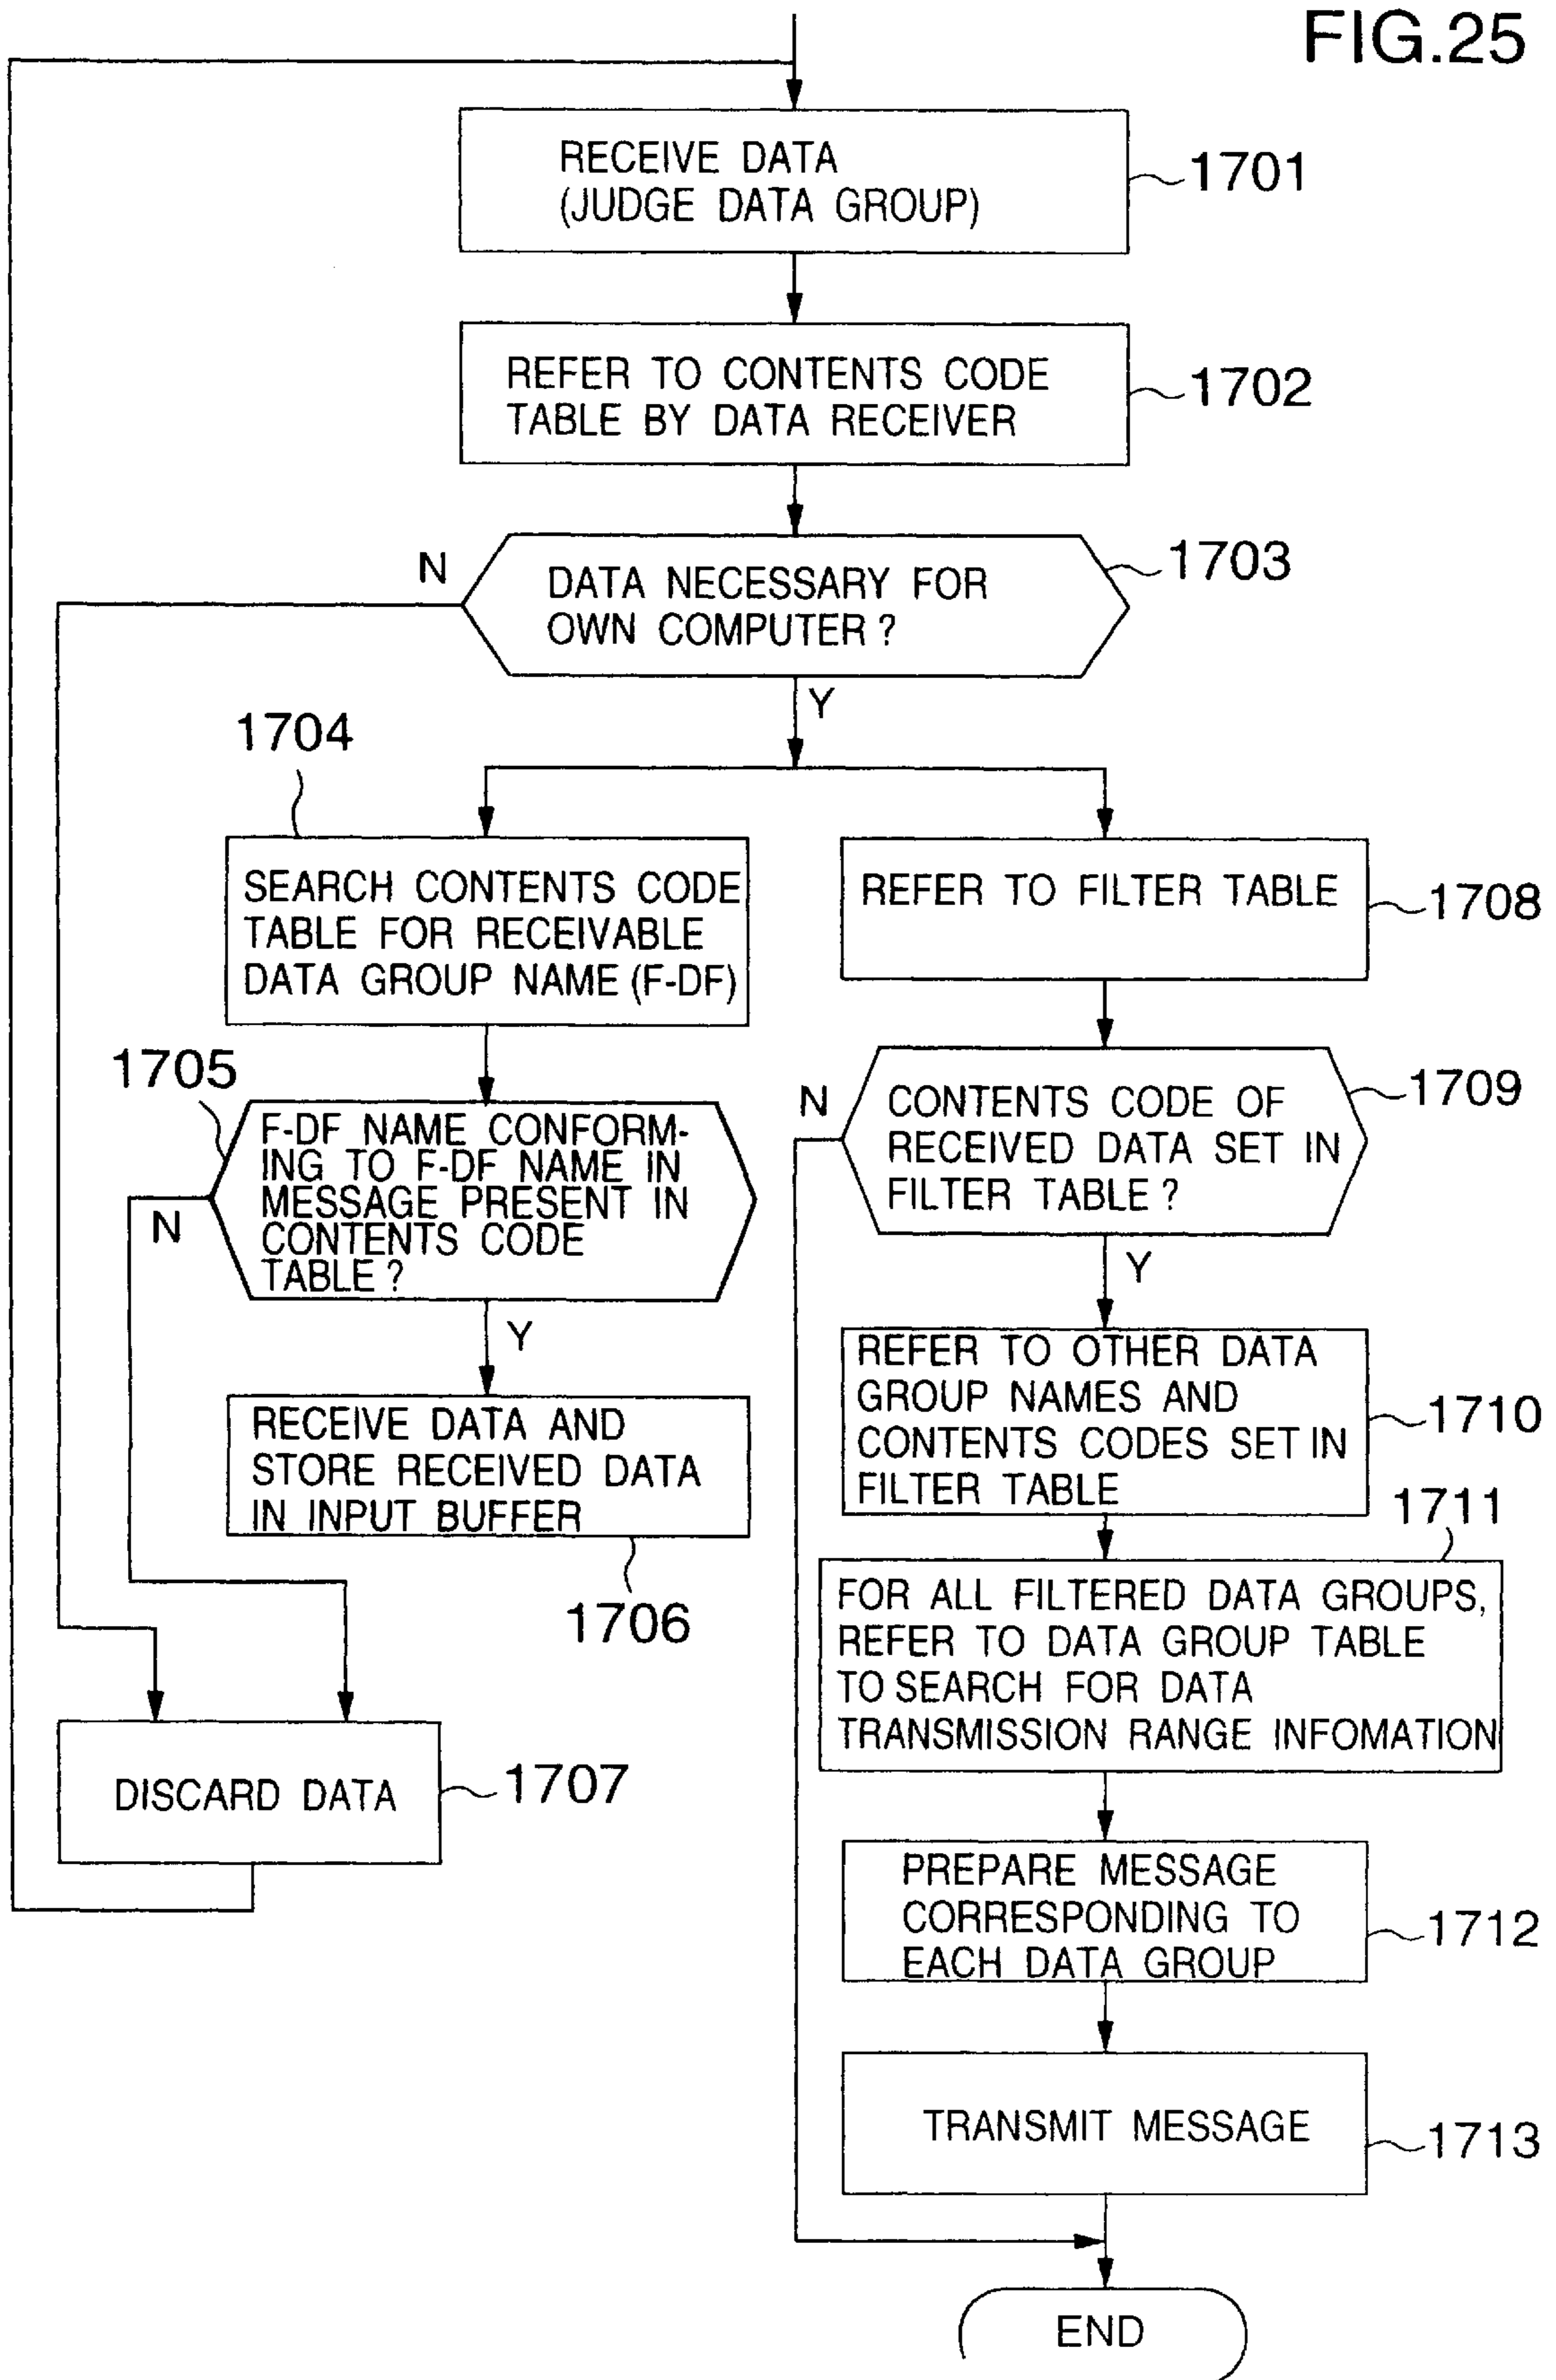 FIG.25
RECEIVE DATA
(JUDGE DATA GROUP)
1701
REFER TO CONTENTS CODE
TABLE BY DATA RECEIVER
1702
N
DATA NECESSARY FOR
OWN COMPUTER?
1703
Y
1704
SEARCH CONTENTS CODE
TABLE FOR RECEIVABLE
DATA GROUP NAME (F-DF)
REFER TO FILTER TABLE
1708
1705
F-DF NAME CONFORM-
ING TO F-DF NAME IN
MESSAGE PRESENT IN
CONTENTS CODE
TABLE?
N
Y
N
CONTENTS CODE OF
RECEIVED DATA SET IN
FILTER TABLE?
1709
Y
RECEIVE DATA AND
STORE RECEIVED DATA
IN INPUT BUFFER
1706
REFER TO OTHER DATA
GROUP NAMES AND
CONTENTS CODES SET IN
FILTER TABLE
1710
1711
FOR ALL FILTERED DATA GROUPS,
REFER TO DATA GROUP TABLE
TO SEARCH FOR DATA
TRANSMISSION RANGE INFOMATION
DISCARD DATA
1707
PREPARE MESSAGE
CORRESPONDING TO
EACH DATA GROUP
1712
TRANSMIT MESSAGE
1713
END